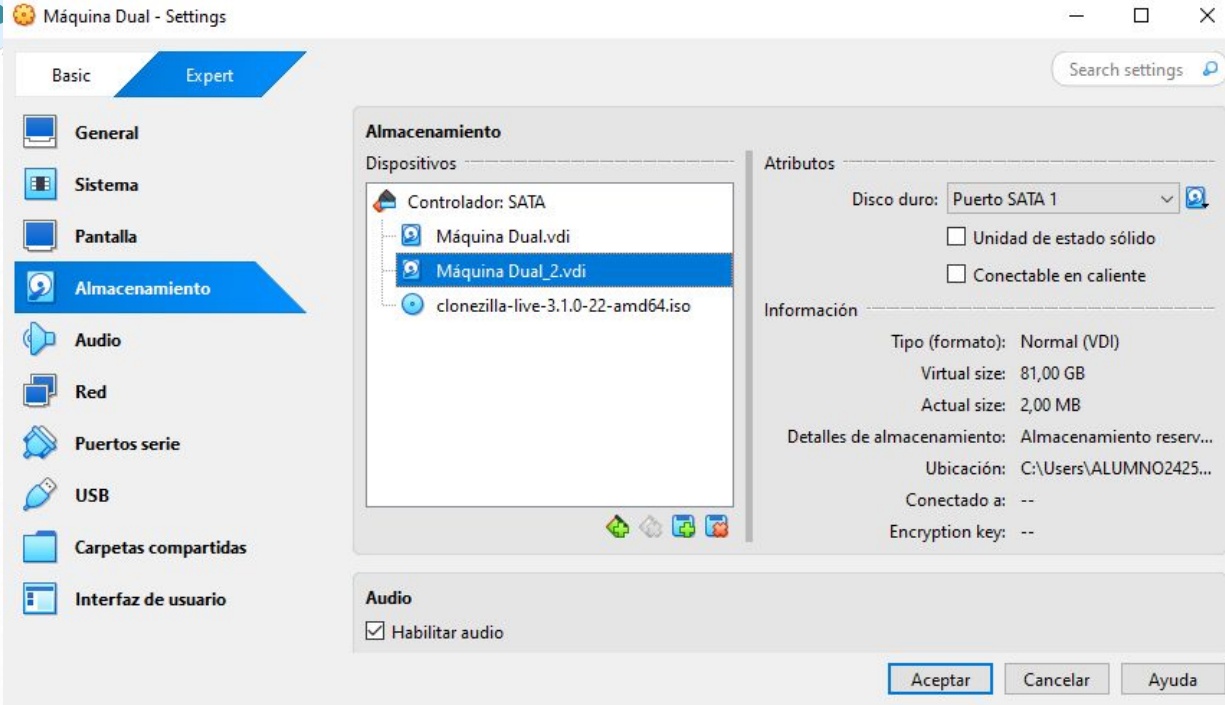 Máquina Dual - Settings
Basic
Expert
Search settings
General
Sistema
Pantalla
Almacenamiento
Audio
Red
Puertos serie
USB
Carpetas compartidas
Interfaz de usuario
Almacenamiento
Dispositivos
Controlador: SATA
Máquina Dual.vdi
Máquina Dual_2.vdi
clonezilla-live-3.1.0-22-amd64.iso
Atributos
Disco duro: Puerto SATA 1
Unidad de estado sólido
Conectable en caliente
Información
Tipo (formato): Normal (VDI)
Virtual size: 81,00 GB
Actual size: 2,00 MB
Detalles de almacenamiento: Almacenamiento reserv...
Ubicación: C:\Users\ALUMNO2425...
Conectado a: --
Encryption key: --
Audio
Habilitar audio
Aceptar
Cancelar
Ayuda